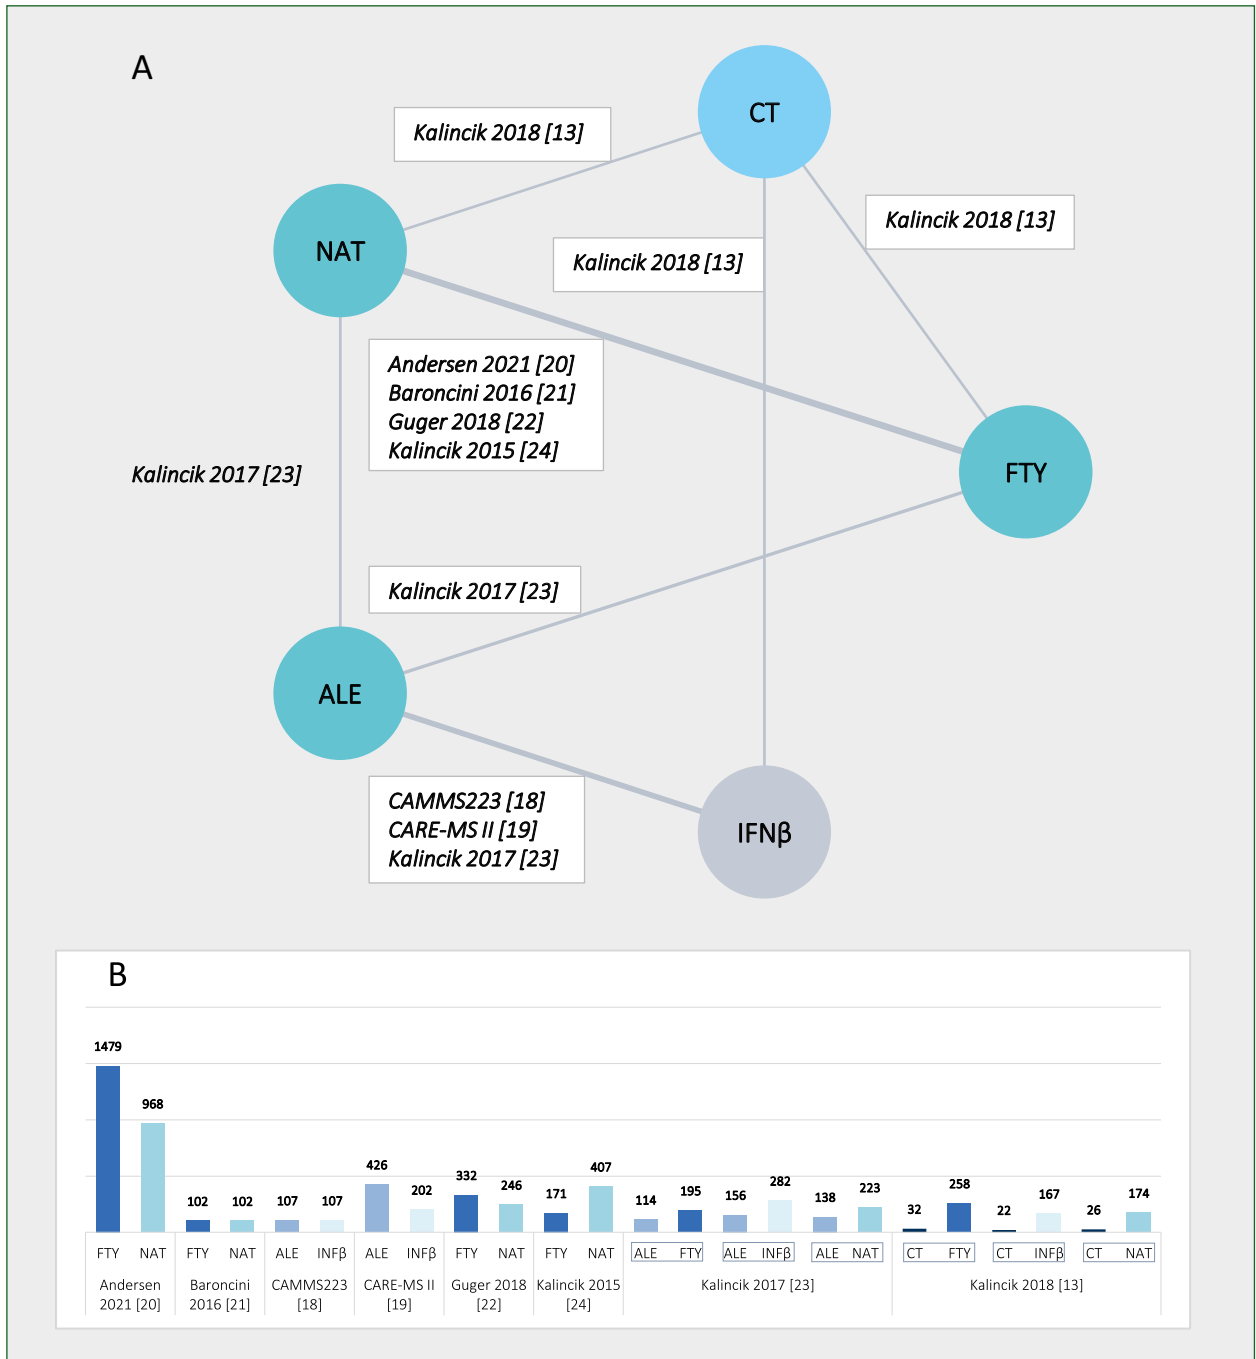 A
CT
Kalincik 2018 [13]
NAT
Kalincik 2018 [13]
Kalincik 2018 [13]
Andersen 2021 [20]
Baroncini 2016 [21]
Guger 2018 [22]
Kalincik 2015 [24]
FTY
Kalincik 2017 [23]
Kalincik 2017 [23]
ALE
CAMMS223 [18]
CARE-MS II [19]
Kalincik 2017 [23]
IFNβ
B
1479 968 102 102 107 107 426 202 332 246 171 407 114 195 156 282 138 223 32 258 22 167 26 174
FTY NAT FTY NAT ALE INFβ ALE INFβ FTY NAT FTY NAT ALE FTY ALE INFβ ALE NAT CT FTY CT INFβ CT NAT
Andersen Baroncini CAMMS223 CARE-MS II Guger 2018 Kalincik 2015 Kalincik 2017 [23] Kalincik 2018 [13]
2021 [20] 2016 [21] [18] [19] [22] [24]